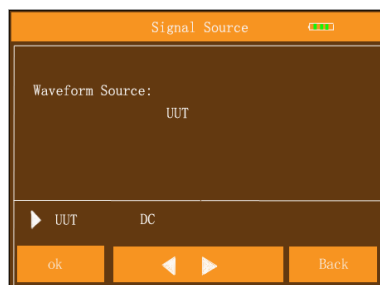 Signal Source
Waveform Source:
UUT
UUT DC
ok Back